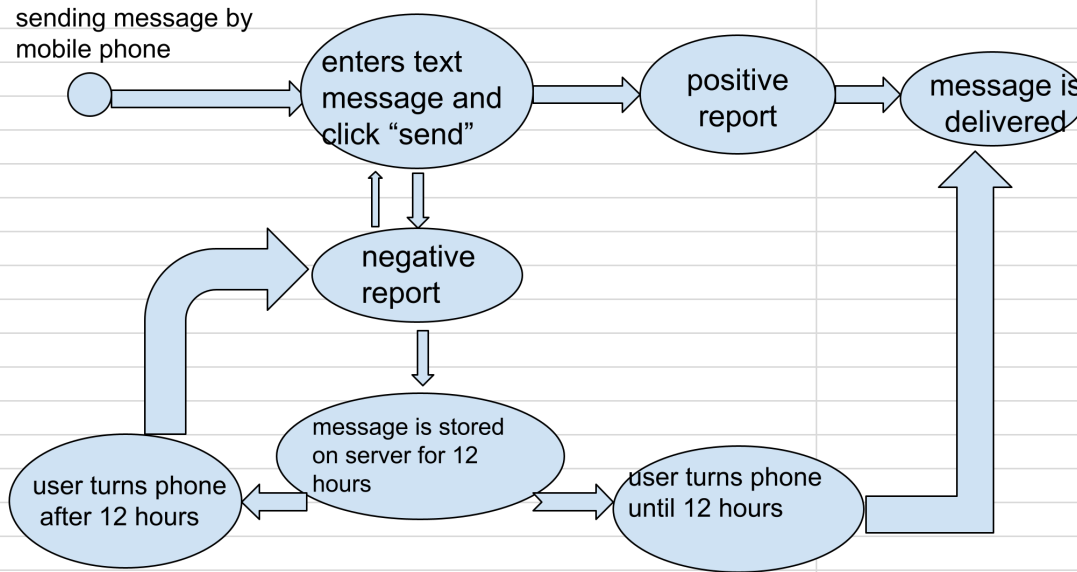 sending message by
mobile phone
enters text
message and
click “send”
positive
report
message is
delivered
negative
report
message is stored
on server for 12
hours
user turns phone
after 12 hours
user turns phone
until 12 hours